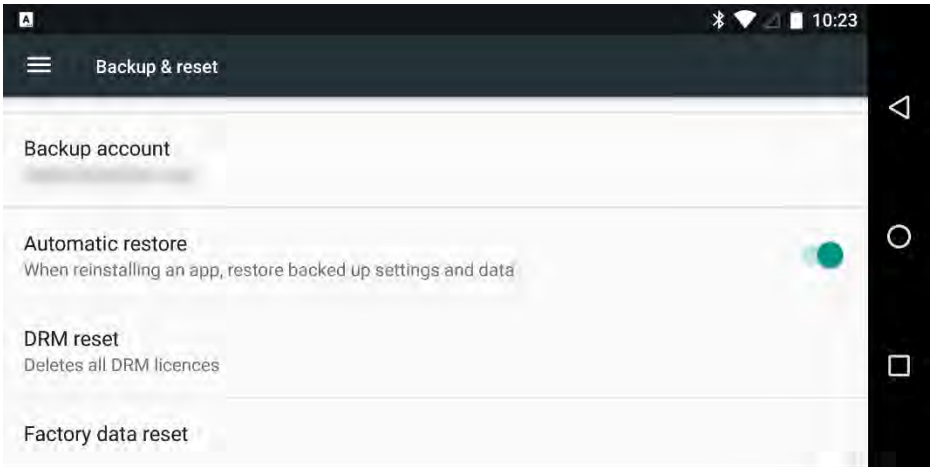 A
10:23
Backup & reset
Backup account
Automatic restore
When reinstalling an app, restore backed up settings and data
DRM reset
Deletes all DRM licences
Factory data reset